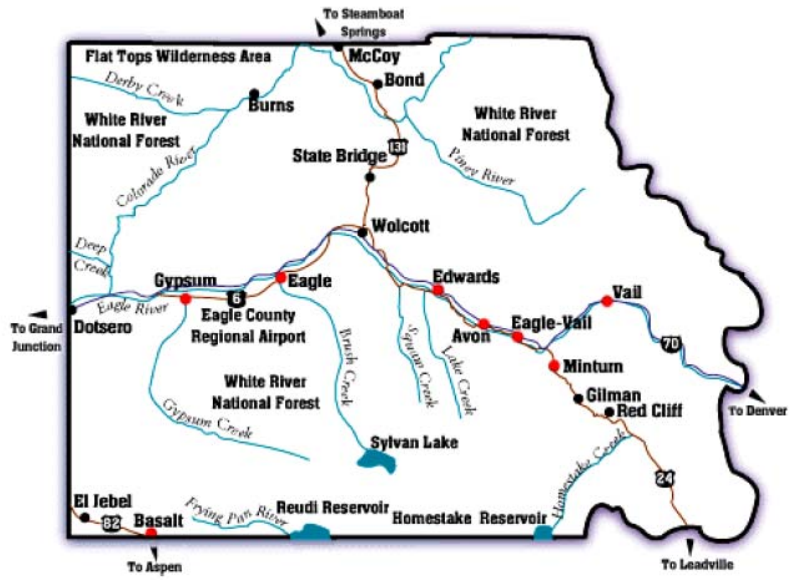 To Steamboat
Springs
McCoy
Flat Tops Wilderness Area
Bond
Derby Creek
Burns
White River
National Forest
White River
National Forest
131
State Bridge
Piney River
Colorado River
Wolcott
Deep
Creek
Gypsum
Eagle
Edwards
Vail
6
Eagle River
To Grand
Junction
Dotsero
Eagle County
Regional Airport
Avon
Eagle-Vail
70
Brush Creek
Squaw Creek
Lake Creek
Minturn
White River
National Forest
Gilman
Red Cliff
To Denver
Gypsum Creek
Sylvan Lake
Homestake Creek
24
El Jebel
82
Basalt
Frying Pan River
Reudi Reservoir
Homestake Reservoir
To Aspen
To Leadville